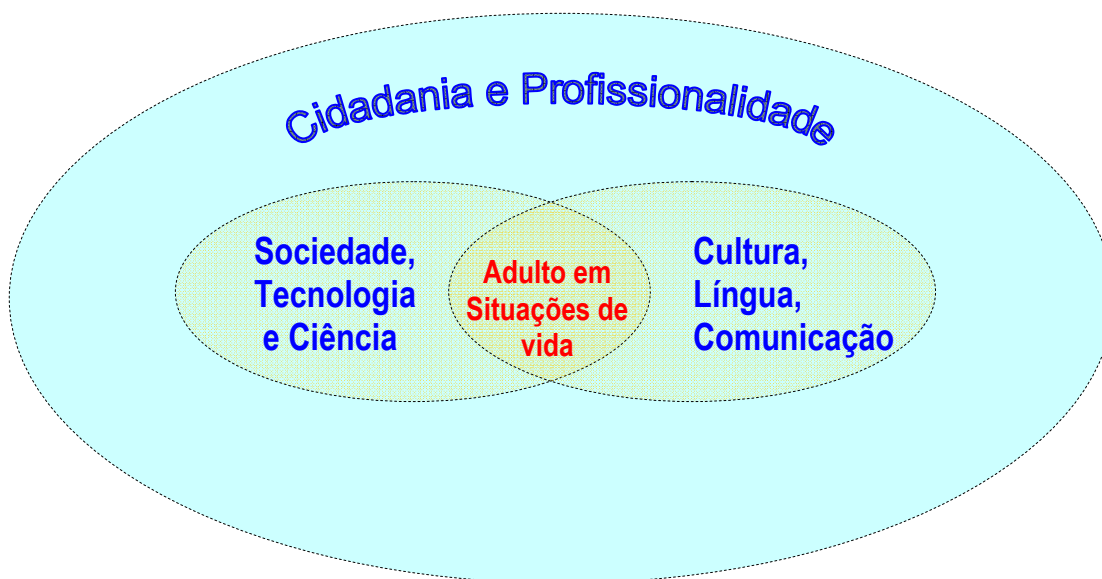 Cidadania e Profissionalidade
Sociedade,
Tecnologia
e Ciência
Adulto em
Situações de
vida
Cultura,
Língua,
Comunicação